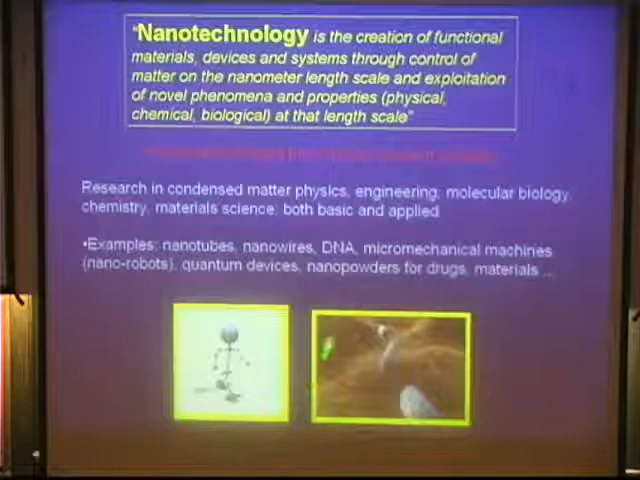 "Nanotechnology is the creation of functional
materials, devices and systems through control of
matter on the nanometer length scale and exploitation
of novel phenomena and properties (physical,
chemical, biological) at that length scale"
Research in condensed matter physics, engineering, molecular biology,
chemistry, materials science, both basic and applied
•Examples: nanotubes, nanowires, DNA, micromechanical machines
(nano-robots), quantum devices, nanopowders for drugs, materials ...